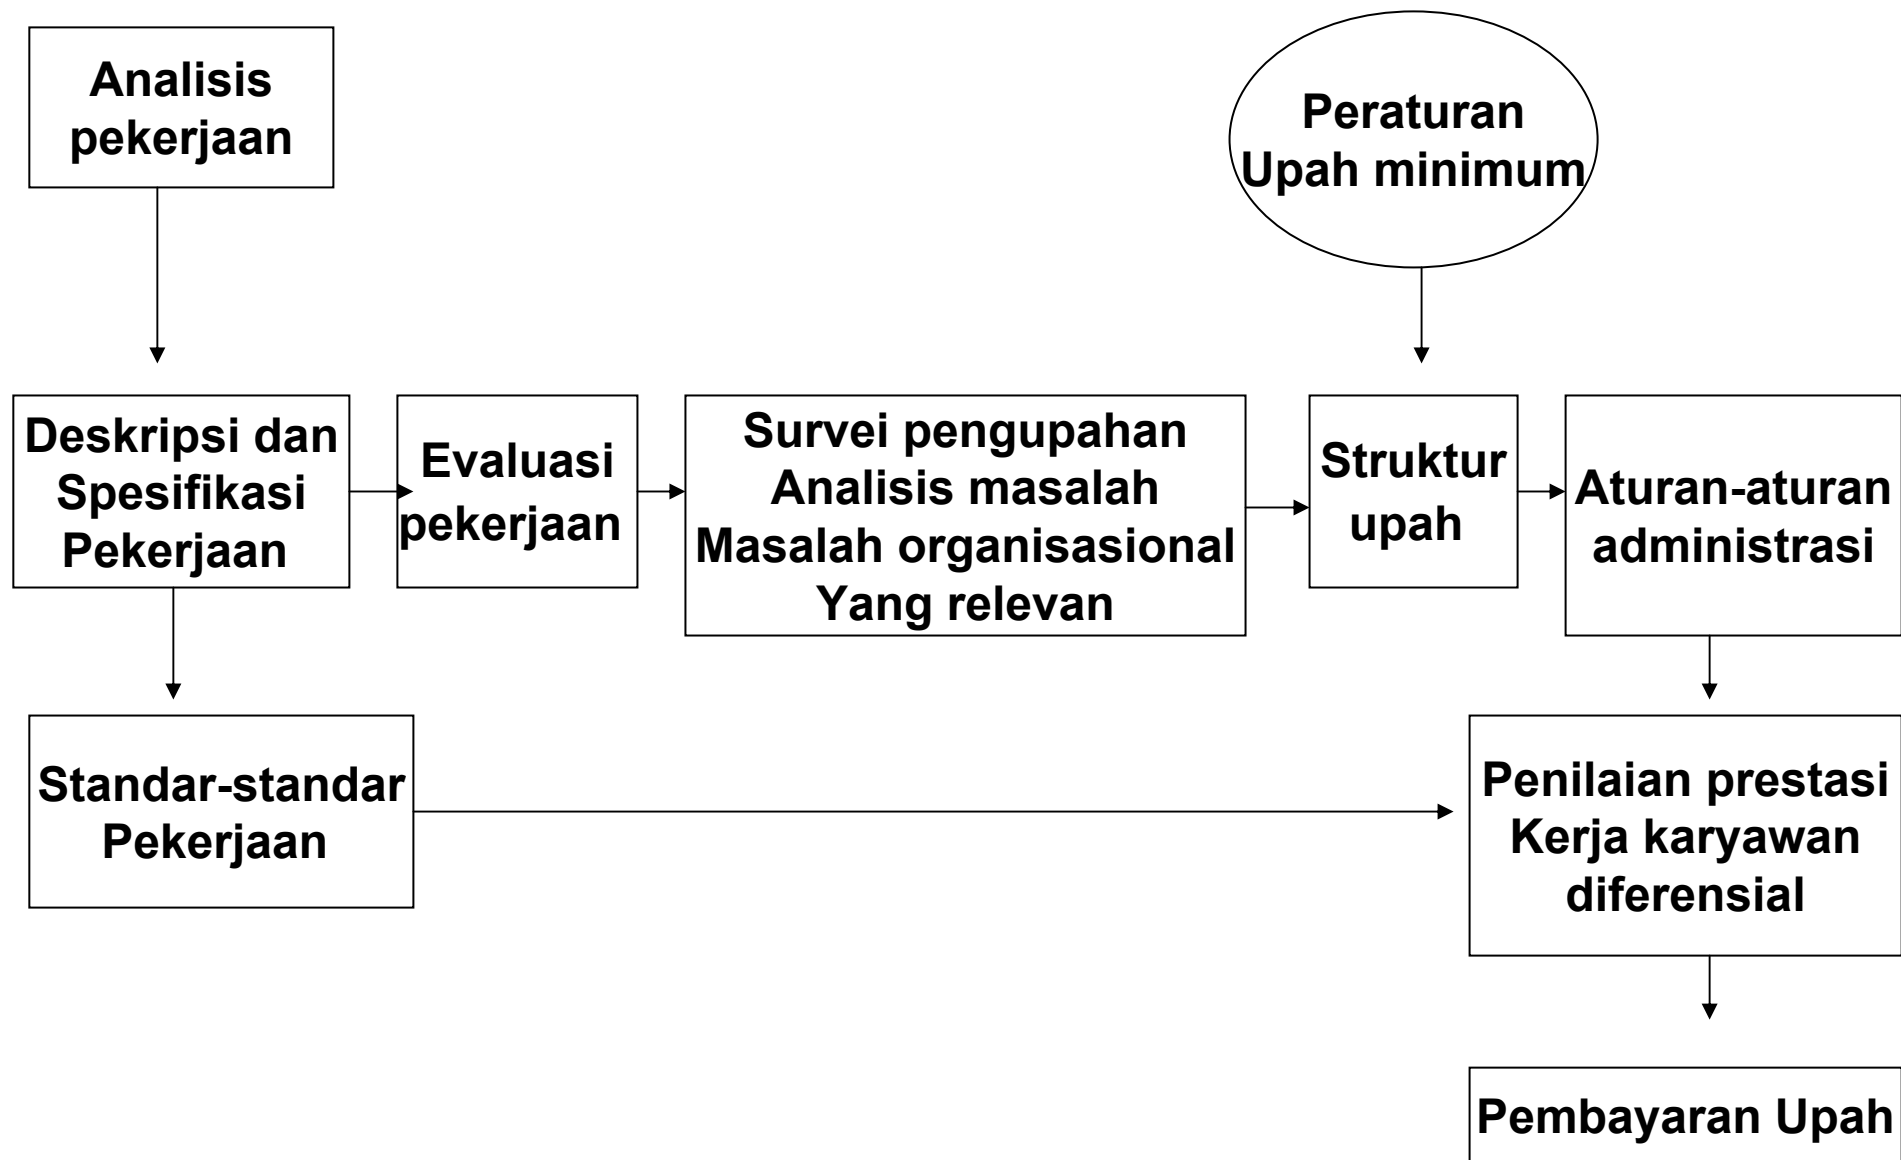 Analisis
pekerjaan
Peraturan
Upah minimum
Deskripsi dan
Spesifikasi
Pekerjaan
Evaluasi
pekerjaan
Survei pengupahan
Analisis masalah
Masalah organisasional
Yang relevan
Struktur
upah
Aturan-aturan
administrasi
Standar-standar
Pekerjaan
Penilaian prestasi
Kerja karyawan
diferensial
Pembayaran Upah